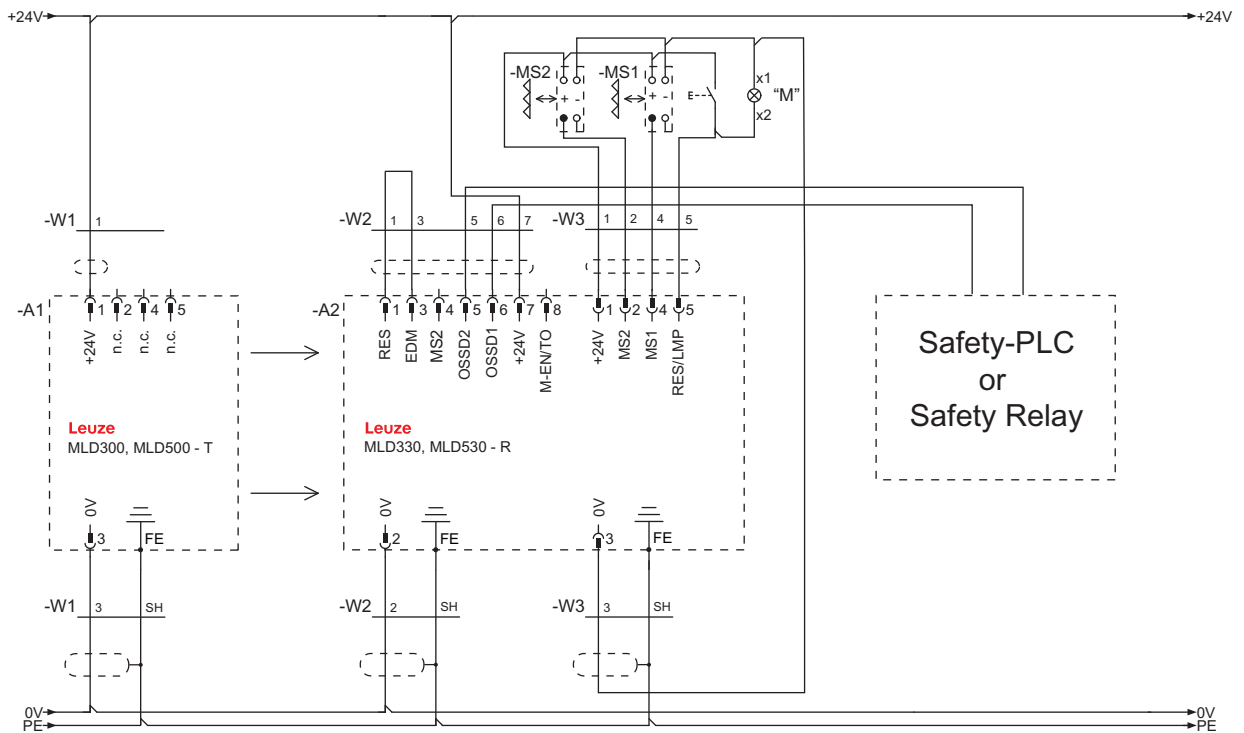 +24V +24V
-MS2 -MS1 x1 "M"
+ - + - E
x2
-W1 1 -W2 1 3 5 6 7 -W3 1 2 4 5
-A1 1 2 4 5 -A2 1 3 4 5 6 7 8 1 2 4 5
+24V n.c. n.c. n.c. RES EDM MS2 OSSD2 OSSD1 +24V M-EN/TO +24V MS2 MS1 RES/LMP
Safety-PLC
or
Safety Relay
Leuze
MLD300, MLD500 - T
Leuze
MLD330, MLD530 - R
0V 0V 0V
3 FE 2 FE 3 FE
-W1 3 SH -W2 2 SH -W3 3 SH
0V 0V
PE PE